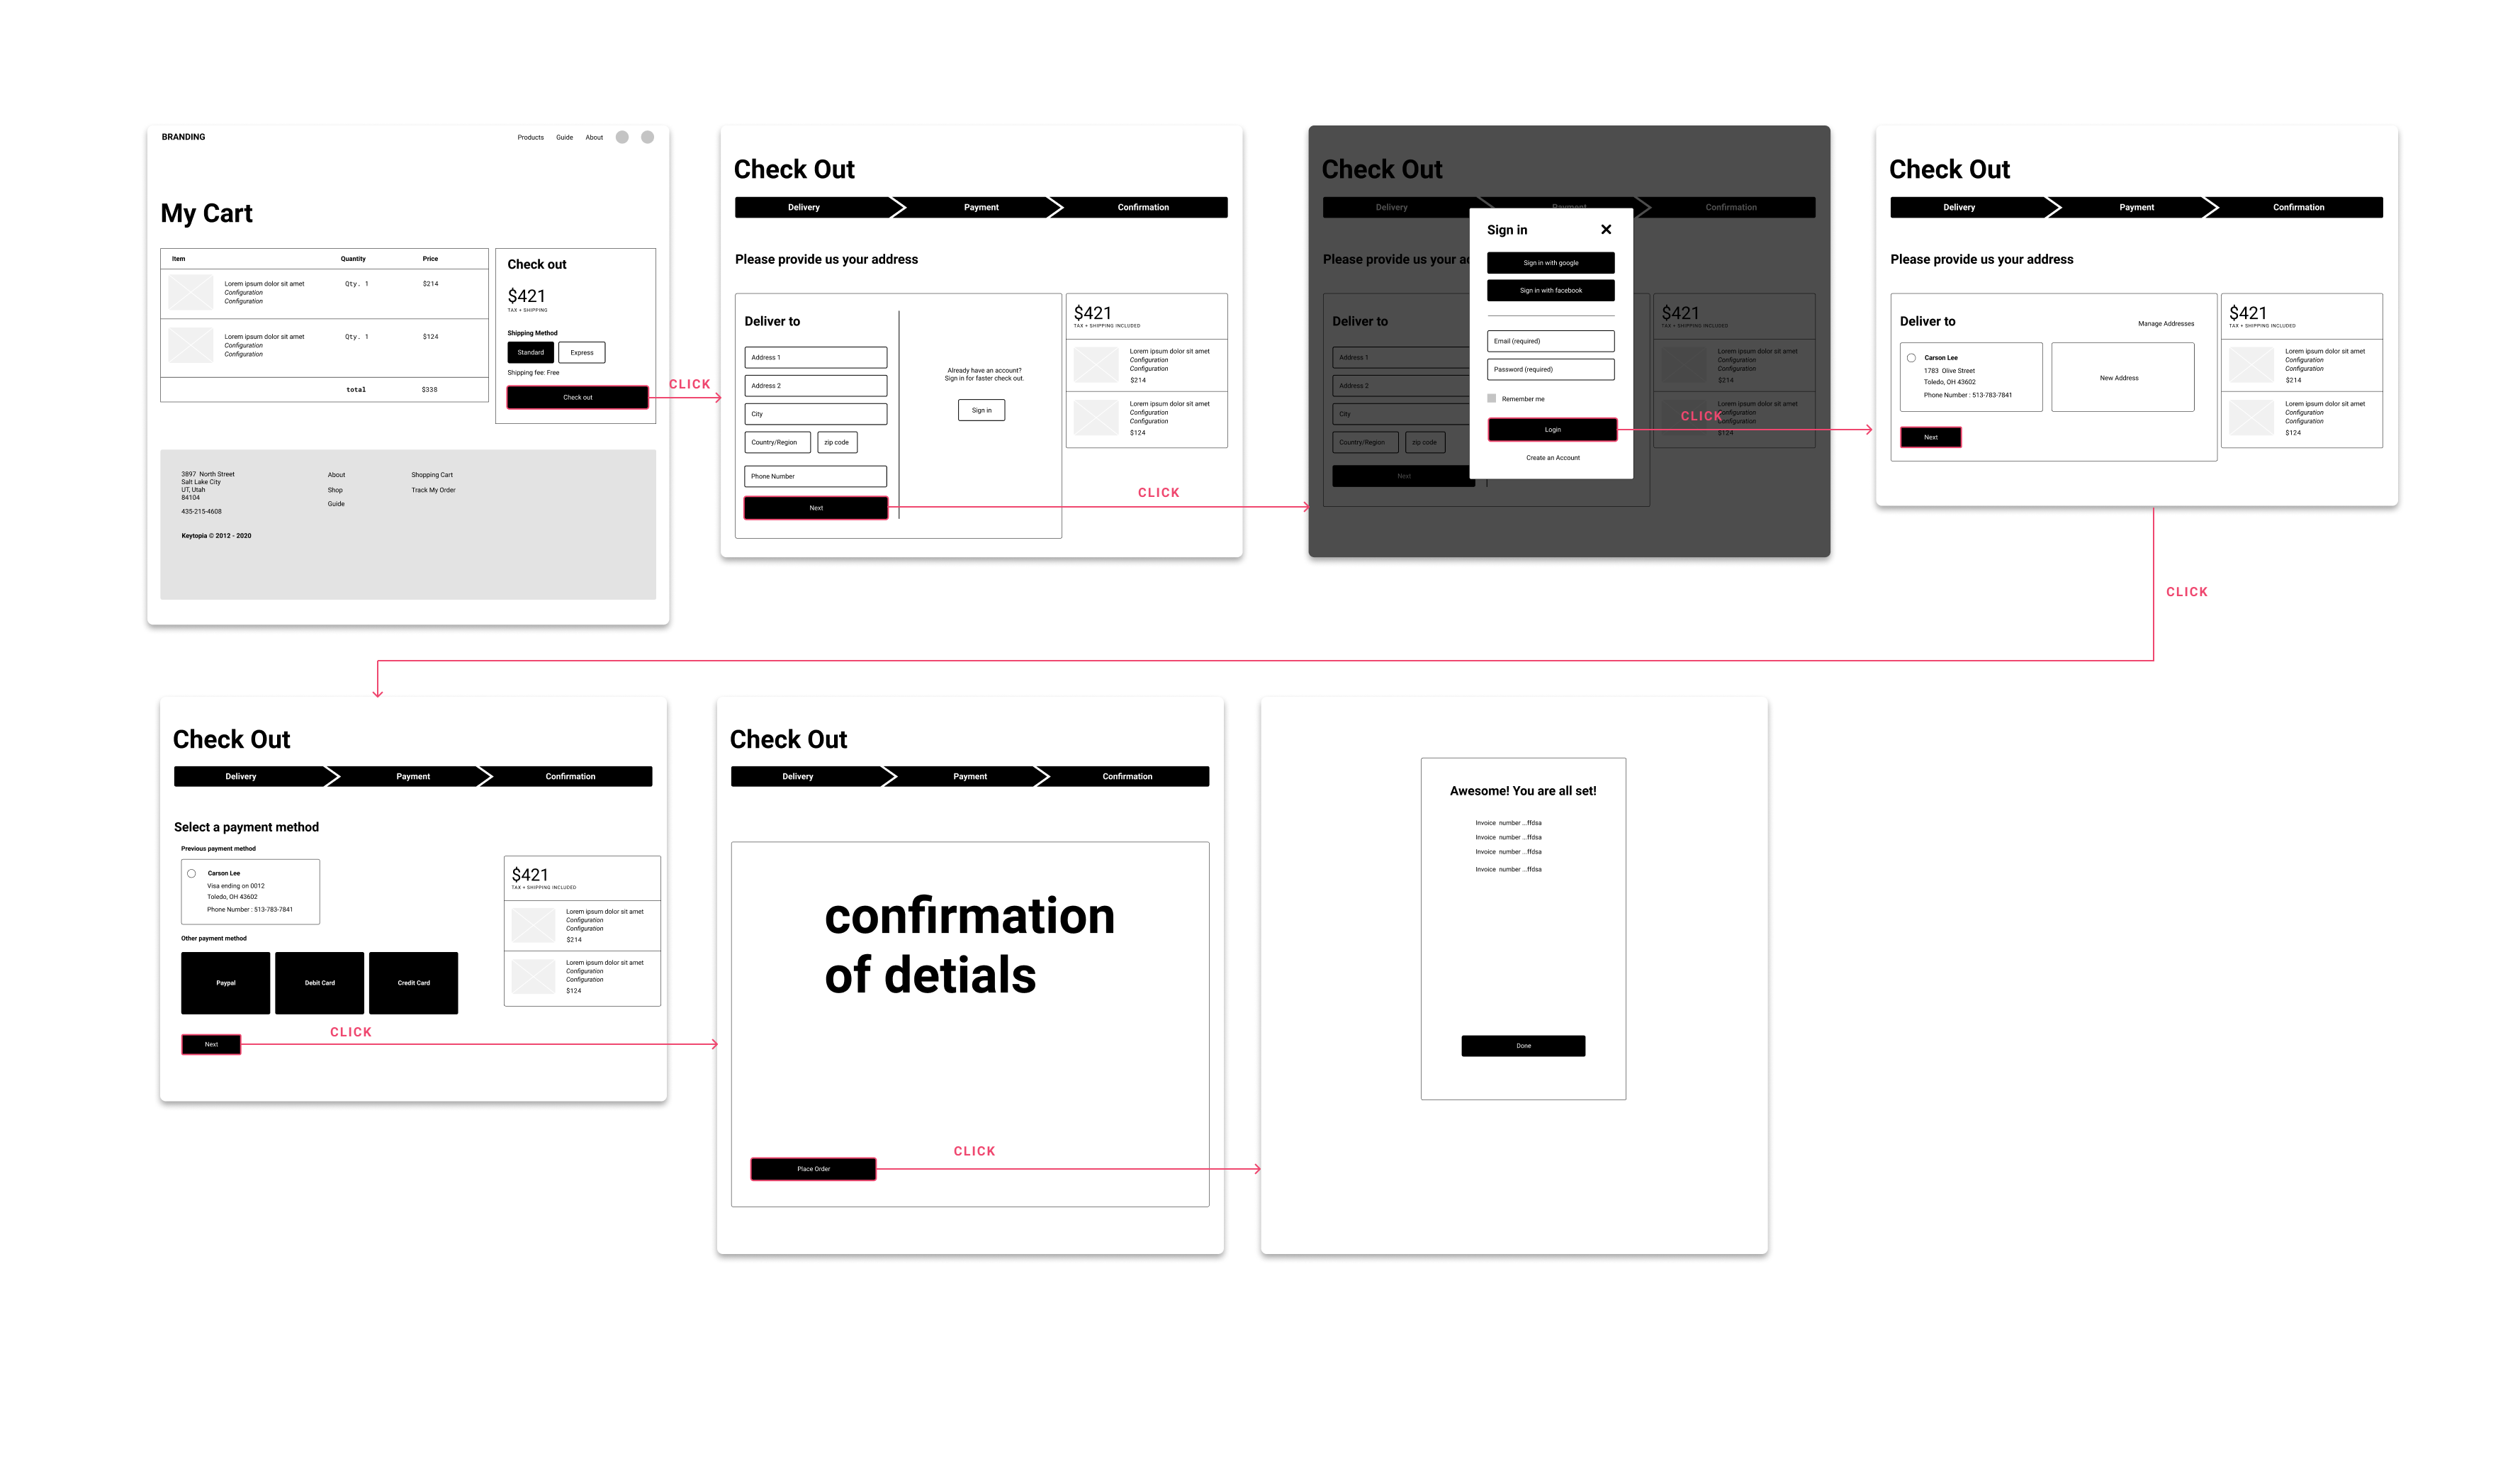 BRANDING
Products Guide About
My Cart
Item Quantity Price
Lorem ipsum dolor sit amet Qty. 1 $214
Configuration
Configuration
Lorem ipsum dolor sit amet Qty. 1 $124
Configuration
Configuration
total $338
Check out
$421
TAX + SHIPPING
Shipping Method
Standard Express
Shipping fee: Free
Check out
3897 North Street
Salt Lake City
UT, Utah
84104
435-215-4608
Keytopia © 2012 - 2020
About
Shop
Guide
Shopping Cart
Track My Order
CLICK
Check Out
Delivery Payment Confirmation
Please provide us your address
Deliver to
Address 1
Address 2
City
Country/Region zip code
Phone Number
Next
Already have an account?
Sign in for faster check out.
Sign in
$421
TAX + SHIPPING INCLUDED
Lorem ipsum dolor sit amet
Configuration
Configuration
$214
Lorem ipsum dolor sit amet
Configuration
Configuration
$124
CLICK
Check Out
Delivery Payment Confirmation
Please provide us your ad
Deliver to
Address 1
Address 2
City
Country/Region zip code
Next
Sign in
Sign in with google
Sign in with facebook
Email (required)
Password (required)
Remember me
Login
Create an Account
$421
TAX + SHIPPING INCLUDED
Lorem ipsum dolor sit amet
Configuration
Configuration
$214
Lorem ipsum dolor sit amet
Configuration
Configuration
$124
CLICK
Check Out
Delivery Payment Confirmation
Please provide us your address
Deliver to
Manage Addresses
Carson Lee
1783 Olive Street
Toledo, OH 43602
Phone Number : 513-783-7841
New Address
Next
$421
TAX + SHIPPING INCLUDED
Lorem ipsum dolor sit amet
Configuration
Configuration
$214
Lorem ipsum dolor sit amet
Configuration
Configuration
$124
CLICK
Check Out
Delivery Payment Confirmation
Select a payment method
Previous payment method
Carson Lee
Visa ending on 0012
Toledo, OH 43602
Phone Number : 513-783-7841
Other payment method
Paypal Debit Card Credit Card
Next
$421
TAX + SHIPPING INCLUDED
Lorem ipsum dolor sit amet
Configuration
Configuration
$214
Lorem ipsum dolor sit amet
Configuration
Configuration
$124
CLICK
Check Out
Delivery Payment Confirmation
confirmation
of detials
Place Order
CLICK
Awesome! You are all set!
Invoice number ...ffdsa
Invoice number ...ffdsa
Invoice number ...ffdsa
Invoice number ...ffdsa
Done